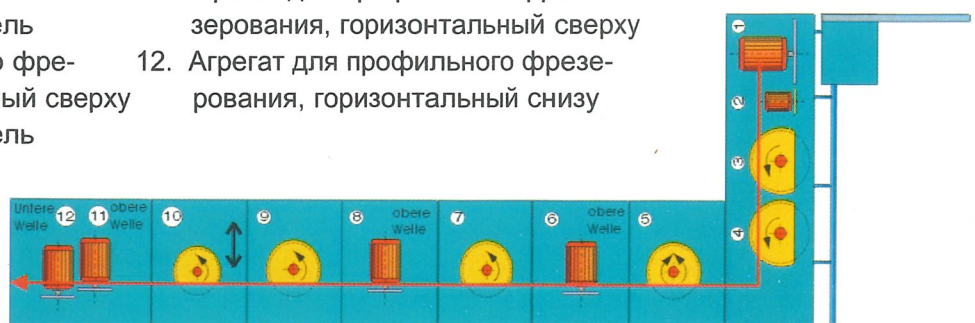 ель
о фре-
ый сверху
ель
зерования, горизонтальный сверху
12. Агрегат для профильного фрезе-
рования, горизонтальный снизу
1
2
3
4
Untere
Welle
12
11
obere
Welle
10
9
8
obere
Welle
7
6
obere
Welle
5